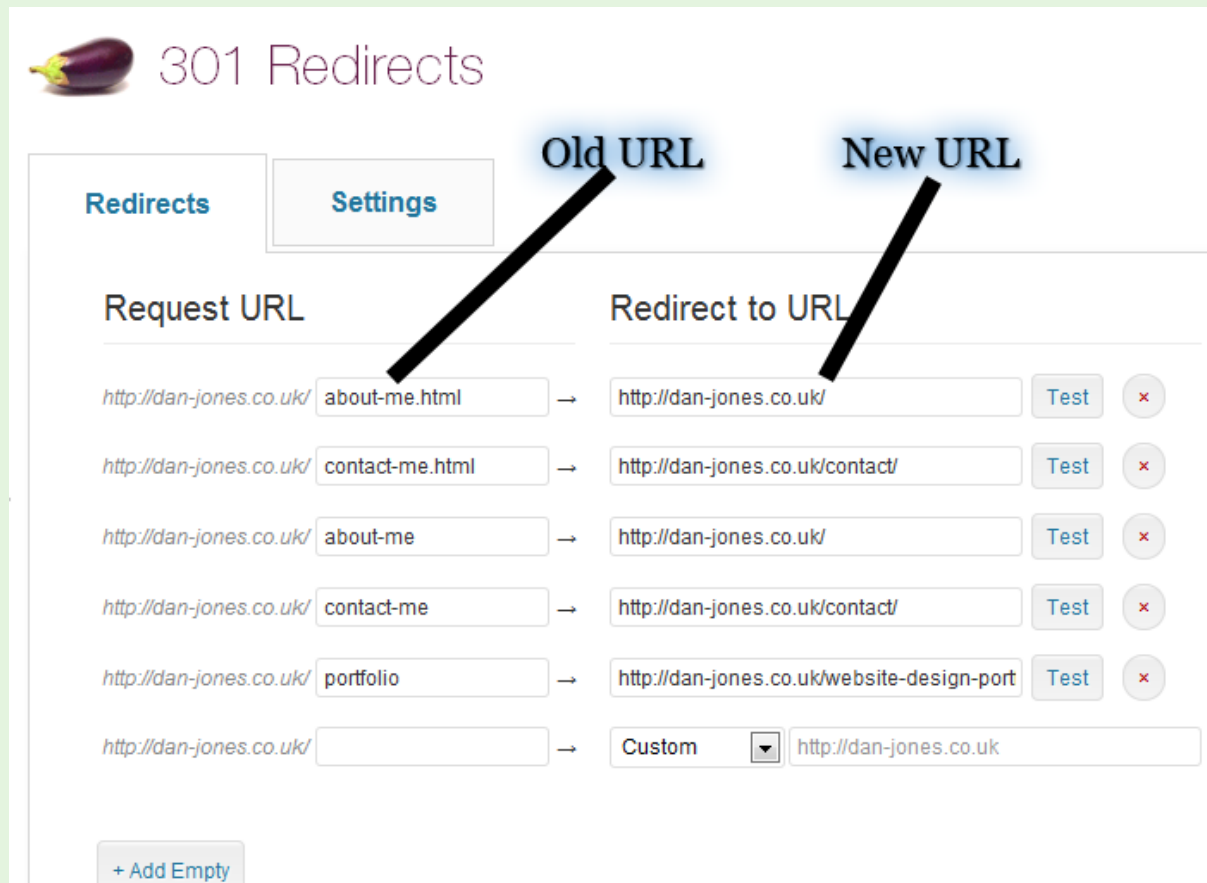 301 Redirects
Old URL New URL
Redirects Settings
Request URL Redirect to URL
http://dan-jones.co.uk/ about-me.html → http://dan-jones.co.uk/ Test ×
http://dan-jones.co.uk/ contact-me.html → http://dan-jones.co.uk/contact/ Test ×
http://dan-jones.co.uk/ about-me → http://dan-jones.co.uk/ Test ×
http://dan-jones.co.uk/ contact-me → http://dan-jones.co.uk/contact/ Test ×
http://dan-jones.co.uk/ portfolio → http://dan-jones.co.uk/website-design-port Test ×
http://dan-jones.co.uk/ → Custom http://dan-jones.co.uk
+ Add Empty